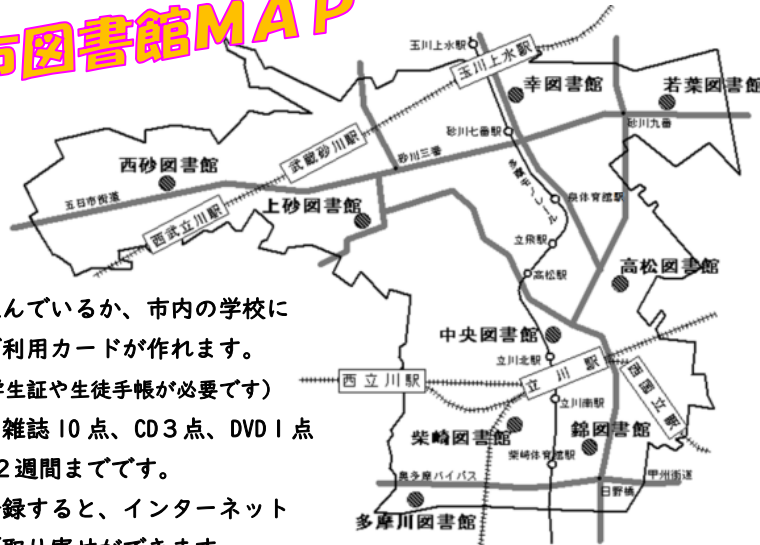 市図書館MAP
玉川上水駅
玉川上水駅
幸図書館
若葉図書館
砂川七番駅
砂川九番
武蔵砂川駅
砂川三番
西砂図書館
多摩モノレール
泉体育館駅
五日市街道
上砂図書館
西武立川駅
立飛駅
高松図書館
高松駅
んでいるか、市内の学校に
利用カードが作れます。
学生証や生徒手帳が必要です)
雑誌10点、CD3点、DVD1点
2週間までです。
録すると、インターネット
取り寄せができます
中央図書館
立川北駅
立川駅
西立川駅
西国立駅
立川南駅
柴崎図書館
錦図書館
柴崎体育館駅
奥多摩バイパス
甲州街道
日野橋
多摩川図書館